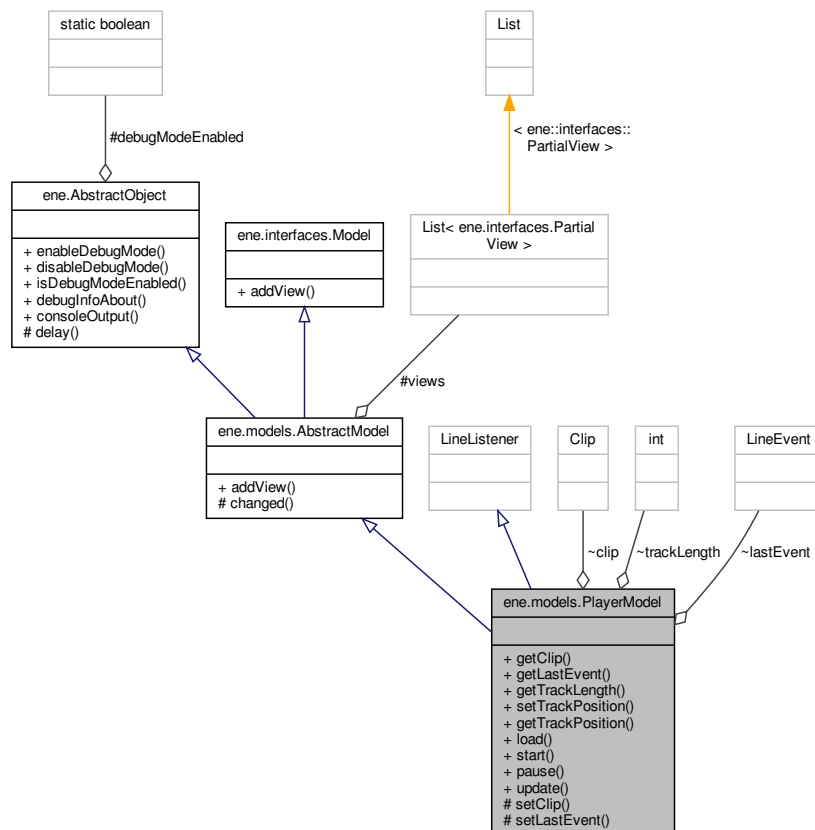 static boolean
List
#debugModeEnabled
< ene::interfaces::
PartialView >
ene.AbstractObject
+ enableDebugMode()
+ disableDebugMode()
+ isDebugModeEnabled()
+ debugInfoAbout()
+ consoleOutput()
# delay()
ene.interfaces.Model
+ addView()
List< ene.interfaces.Partial
View >
#views
ene.models.AbstractModel
+ addView()
# changed()
LineListener
Clip
int
LineEvent
~clip
~trackLength
~lastEvent
ene.models.PlayerModel
+ getClip()
+ getLastEvent()
+ getTrackLength()
+ setTrackPosition()
+ getTrackPosition()
+ load()
+ start()
+ pause()
+ update()
# setClip()
# setLastEvent()